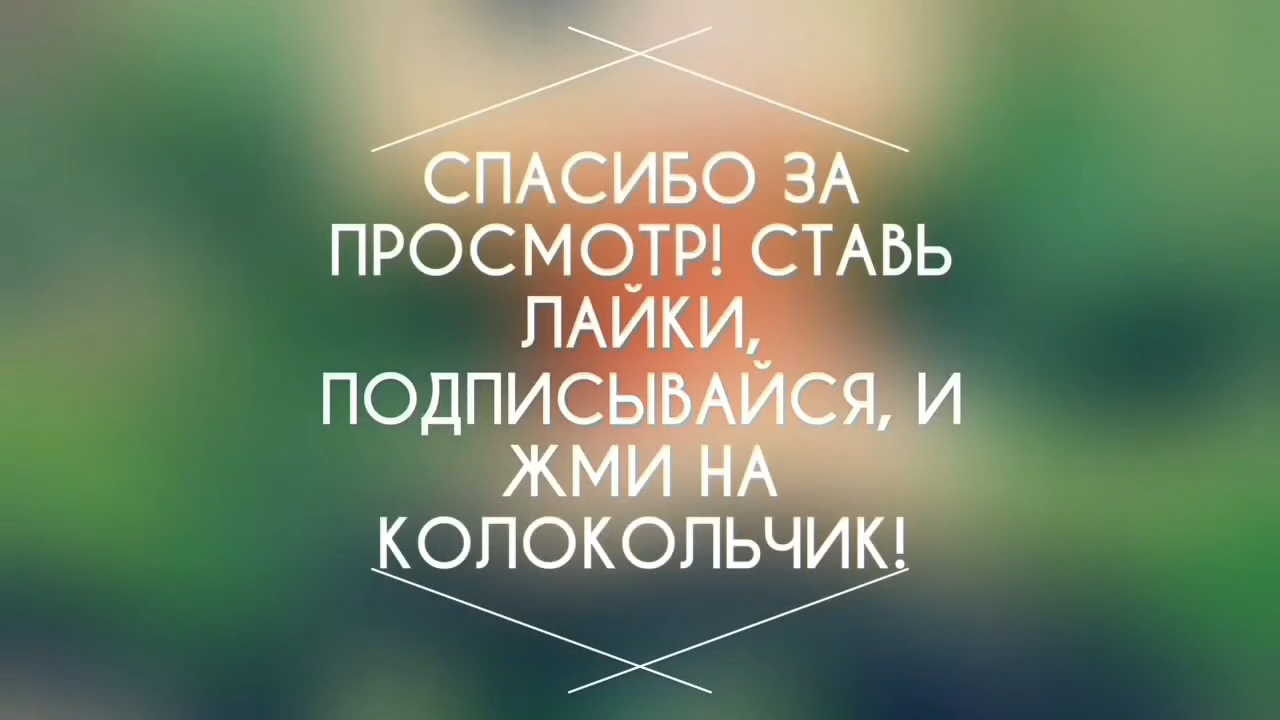 СПАСИБО ЗА
ПРОСМОТР! СТАВЬ
ЛАЙКИ,
ПОДПИСЫВАЙСЯ, И
ЖМИ НА
КОЛОКОЛЬЧИК!